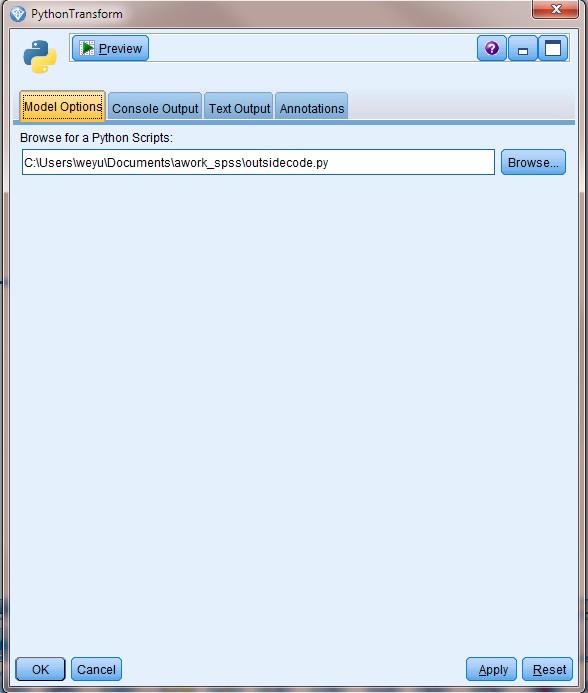 PythonTransform
Preview
Model Options Console Output Text Output Annotations
Browse for a Python Scripts:
C:\Users\weyu\Documents\awork_spss\outsidecode.py Browse...
OK Cancel Apply Reset